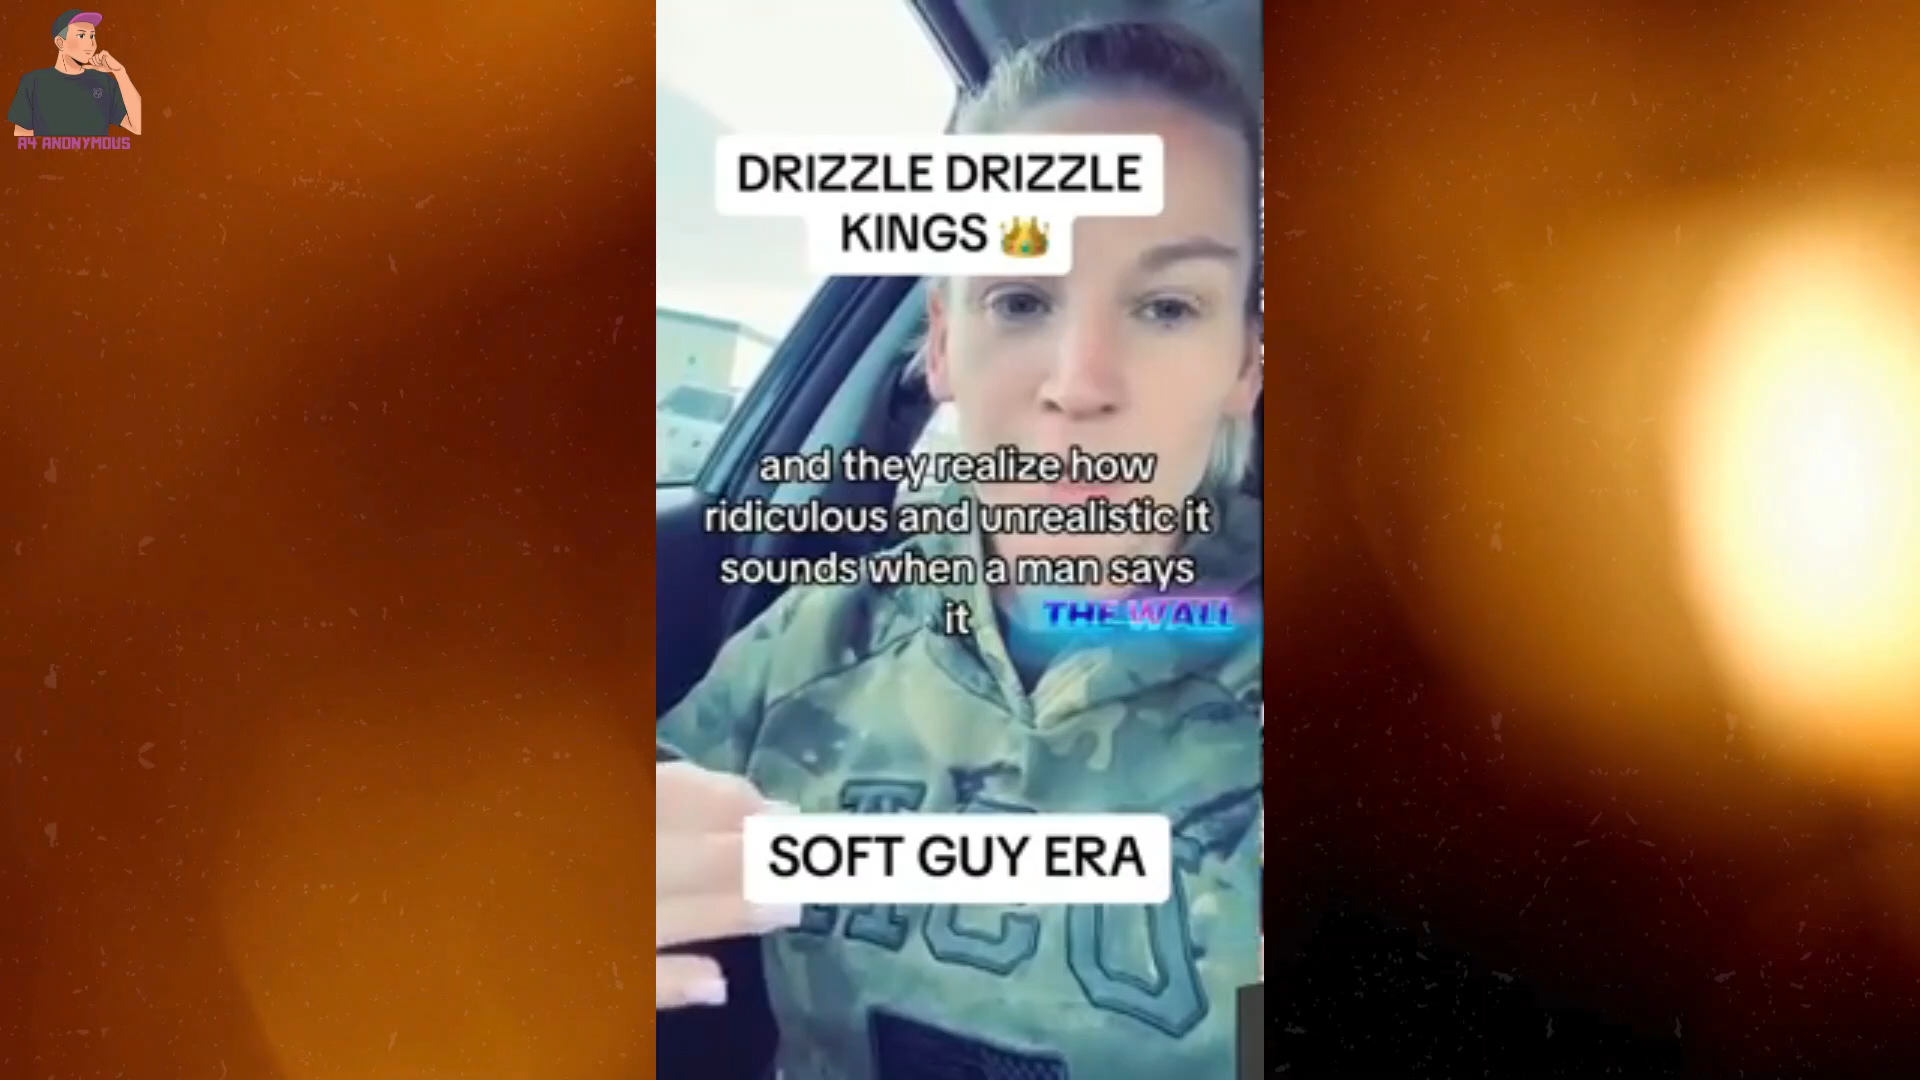 A4 ANONYMOUS
DRIZZLE DRIZZLE
KINGS 👑
and they realize how
ridiculous and unrealistic it
sounds when a man says
it
THE WALL
SOFT GUY ERA